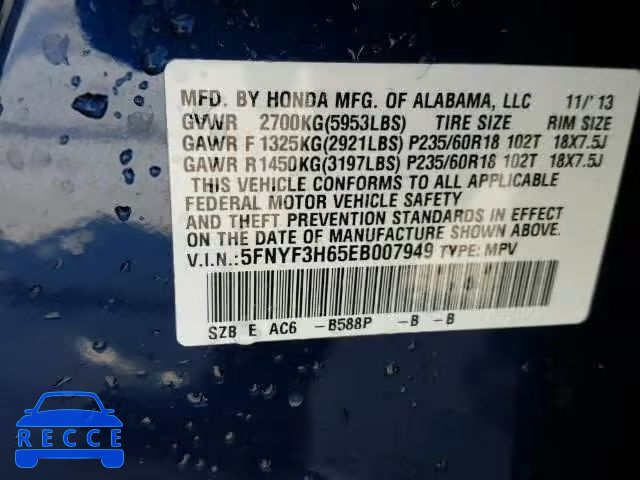 MFD. BY HONDA MFG. OF ALABAMA, LLC 11/'13
GVWR 2700KG(5953LBS) TIRE SIZE RIM SIZE
GAWR F 1325KG(2921LBS) P235/60R18 102T 18X7.5J
GAWR R 1450KG(3197LBS) P235/60R18 102T 18X7.5J
THIS VEHICLE CONFORMS TO ALL APPLICABLE
FEDERAL MOTOR VEHICLE SAFETY
AND THEFT PREVENTION STANDARDS IN EFFECT
ON THE DATE OF MANUFACTURE SHOWN ABOVE.
V.I.N.:5FNYF3H65EB007949 TYPE:MPV
SZB E AC6 -B588P -B -B
RECCE